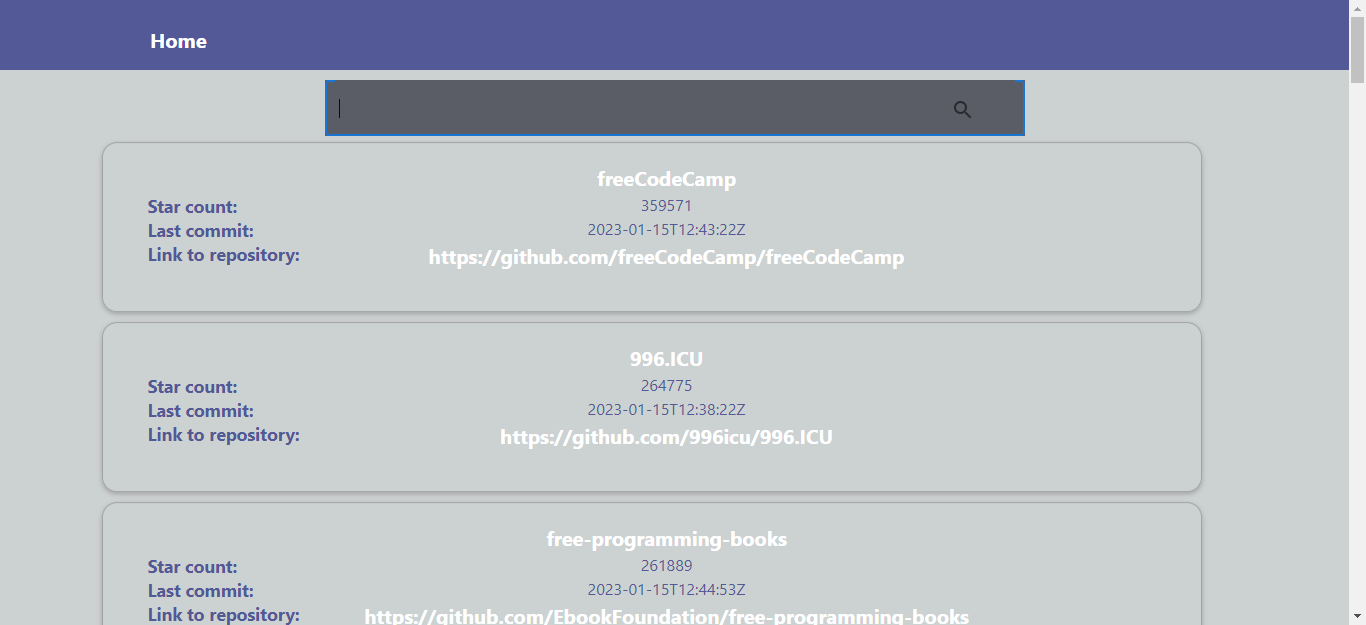 Home
freeCodeCamp
Star count: 359571
Last commit: 2023-01-15T12:43:22Z
Link to repository: https://github.com/freeCodeCamp/freeCodeCamp
996.ICU
Star count: 264775
Last commit: 2023-01-15T12:38:22Z
Link to repository: https://github.com/996icu/996.ICU
free-programming-books
Star count: 261889
Last commit: 2023-01-15T12:44:53Z
Link to repository: https://github.com/EbookFoundation/free-programming-books